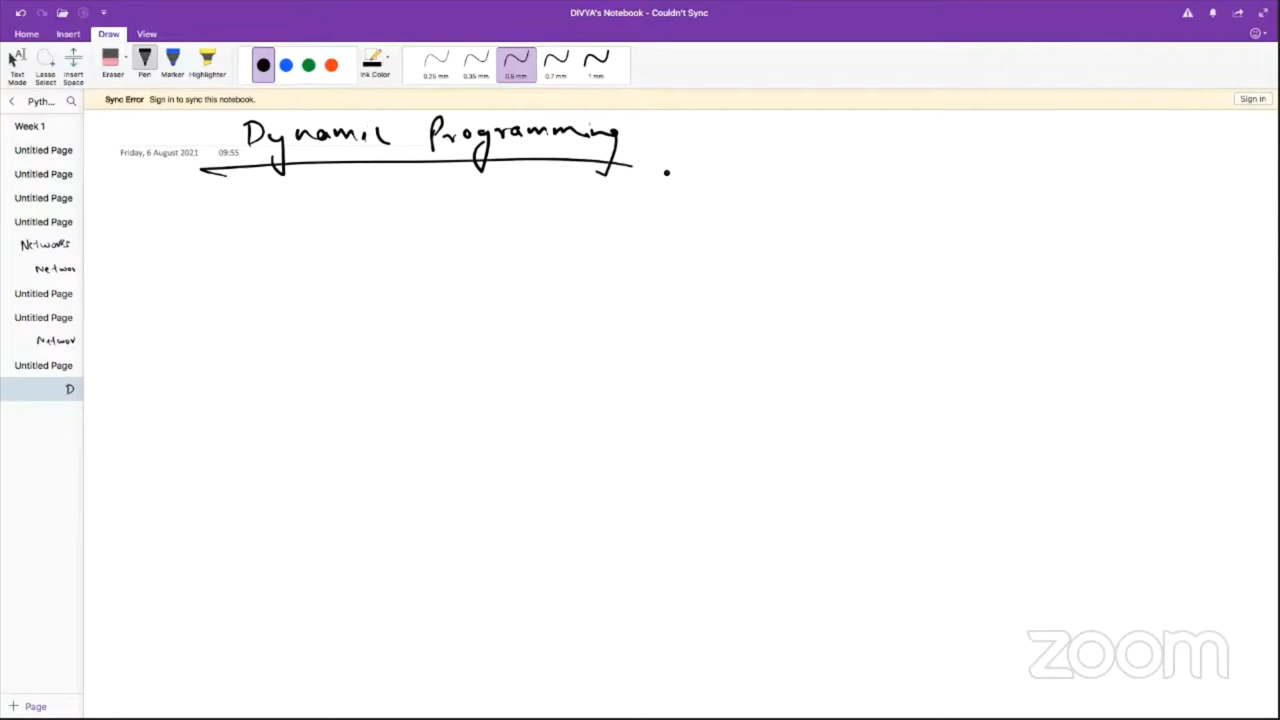 DIVYA's Notebook - Couldn't Sync
Home Insert Draw View
Text Mode Lasso Select Insert Space Eraser Pen Marker Highlighter Ink Color 0.25 mm 0.35 mm 0.5 mm 0.7 mm 1 mm
Pyth... Sync Error Sign in to sync this notebook. Sign in
Dynamic Programming
Friday, 6 August 2021 09:55
Week 1
Untitled Page
Untitled Page
Untitled Page
Untitled Page
Networks
Networ
Untitled Page
Untitled Page
Networ
Untitled Page
D
zoom
+ Page